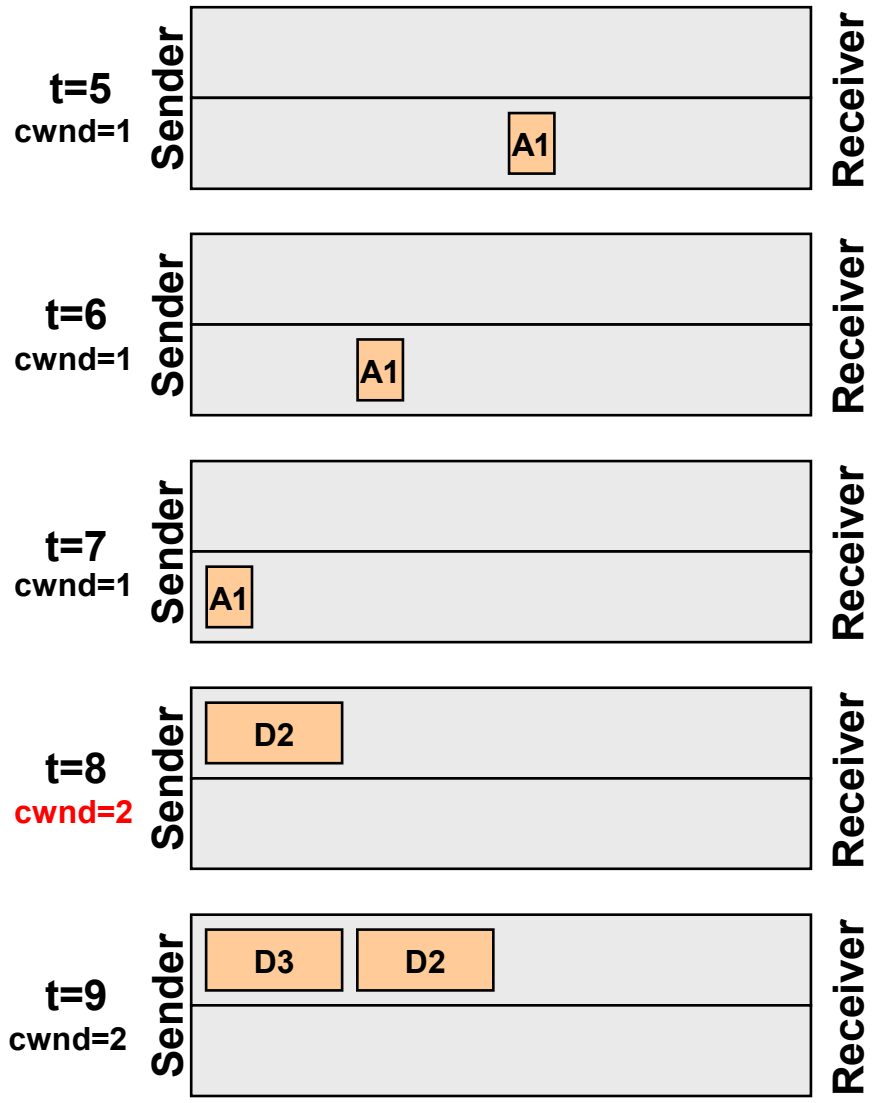 t=5
cwnd=1
Sender
A1
Receiver
t=6
cwnd=1
Sender
A1
Receiver
t=7
cwnd=1
Sender
A1
Receiver
t=8
cwnd=2
Sender
D2
Receiver
t=9
cwnd=2
Sender
D3 D2
Receiver